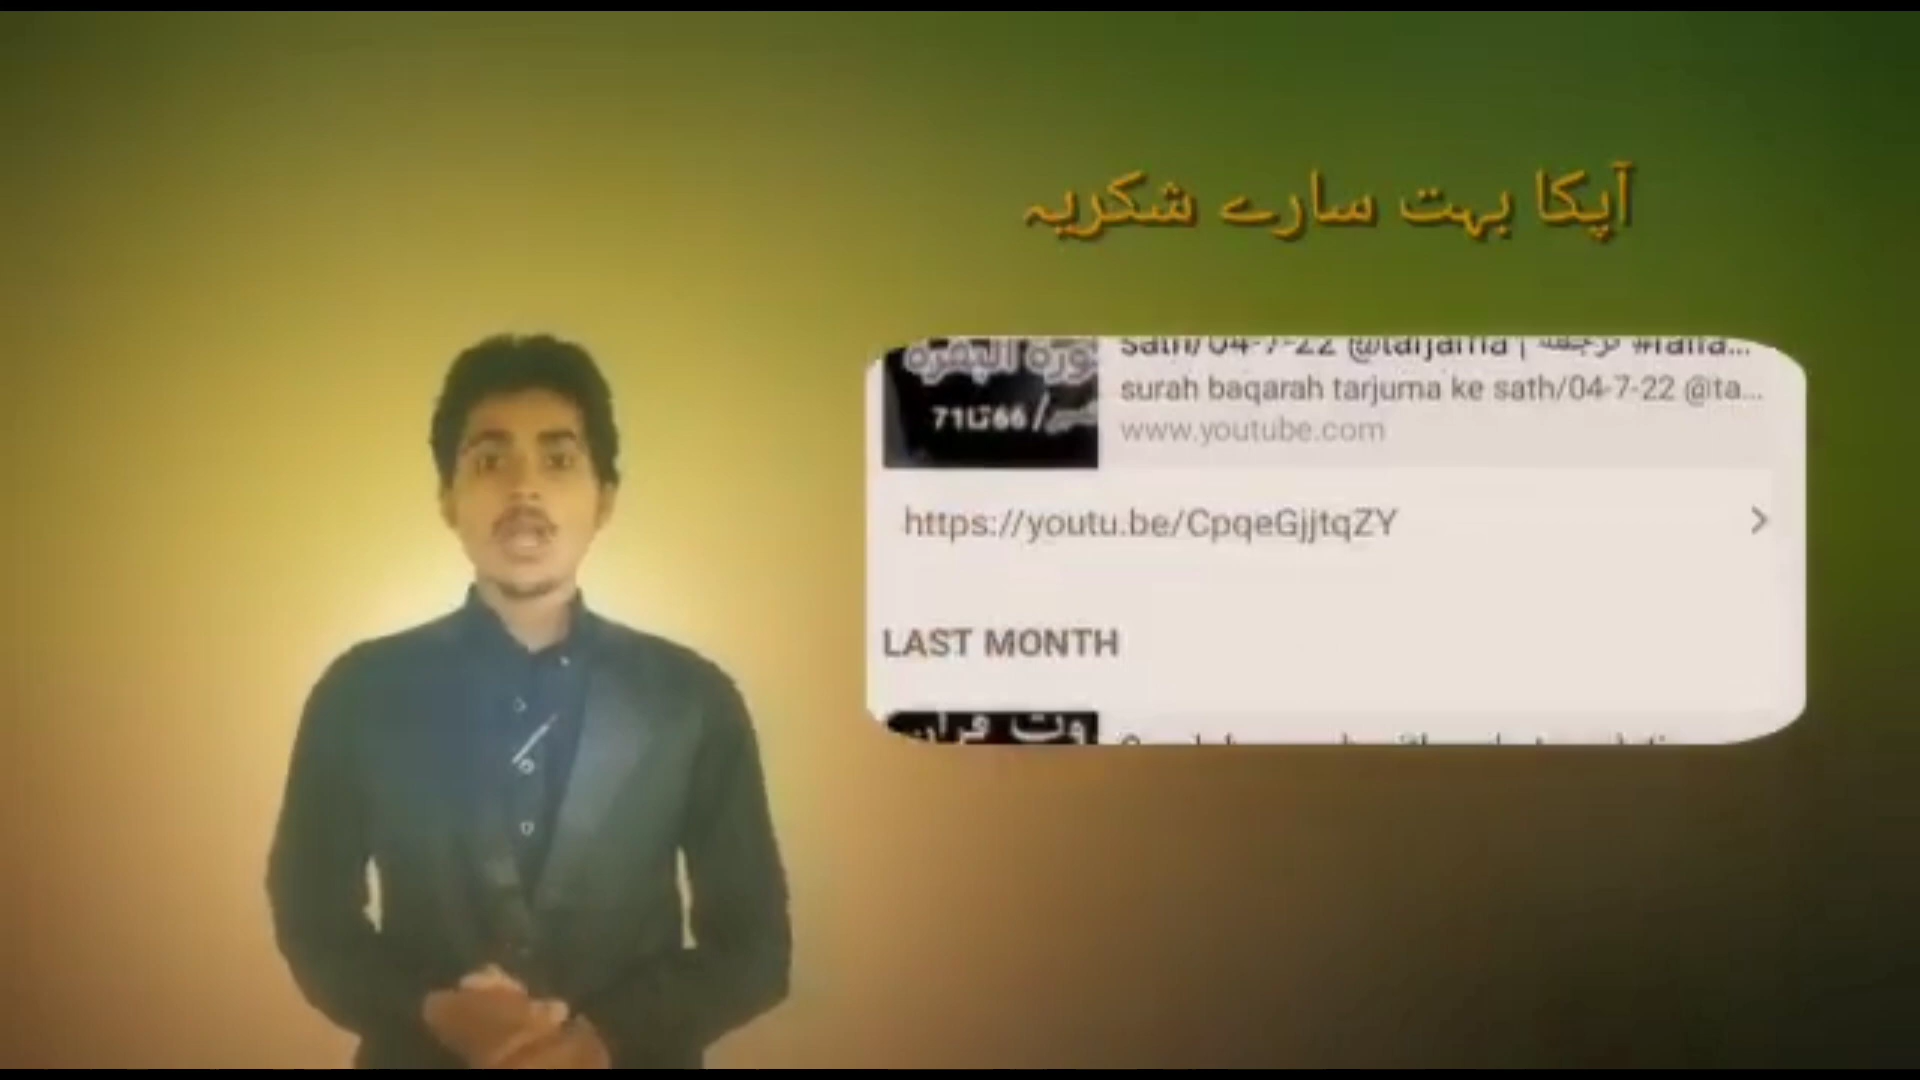 آپکا بہت سارے شکریہ
sath/04-7-22 @tarjama | ترجمہ
surah baqarah tarjuma ke sath/04-7-22 @ta...
www.youtube.com
66تا71
https://youtu.be/CpqeGjjtqZY
LAST MONTH